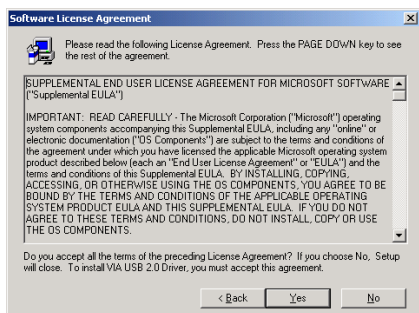 Software License Agreement
Please read the following License Agreement. Press the PAGE DOWN key to see
the rest of the agreement.
SUPPLEMENTAL END USER LICENSE AGREEMENT FOR MICROSOFT SOFTWARE
("Supplemental EULA")
IMPORTANT: READ CAREFULLY - The Microsoft Corporation ("Microsoft") operating
system components accompanying this Supplemental EULA, including any "online" or
electronic documentation ("OS Components") are subject to the terms and conditions of
the agreement under which you have licensed the applicable Microsoft operating system
product described below (each an "End User License Agreement" or "EULA") and the
terms and conditions of this Supplemental EULA. BY INSTALLING, COPYING,
ACCESSING, OR OTHERWISE USING THE OS COMPONENTS, YOU AGREE TO BE
BOUND BY THE TERMS AND CONDITIONS OF THE APPLICABLE OPERATING
SYSTEM PRODUCT EULA AND THIS SUPPLEMENTAL EULA. IF YOU DO NOT
AGREE TO THESE TERMS AND CONDITIONS, DO NOT INSTALL, COPY OR USE
THE OS COMPONENTS.
Do you accept all the terms of the preceding License Agreement? If you choose No, Setup
will close. To install VIA USB 2.0 Driver, you must accept this agreement.
< Back Yes No